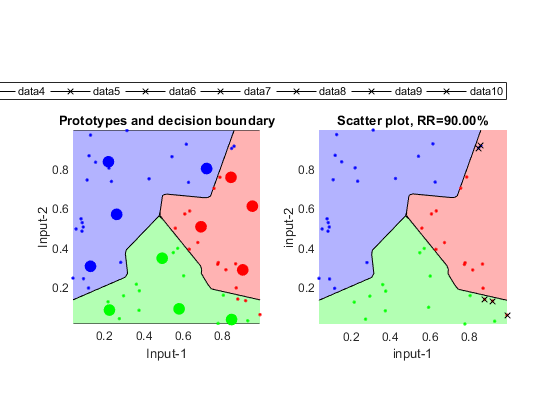 data4 data5 data6 data7 data8 data9 data10
Prototypes and decision boundary
Scatter plot, RR=90.00%
0.8
0.6
0.4
0.2
Input-2
0.2 0.4 0.6 0.8
Input-1
0.8
0.6
0.4
0.2
input-2
0.2 0.4 0.6 0.8
input-1